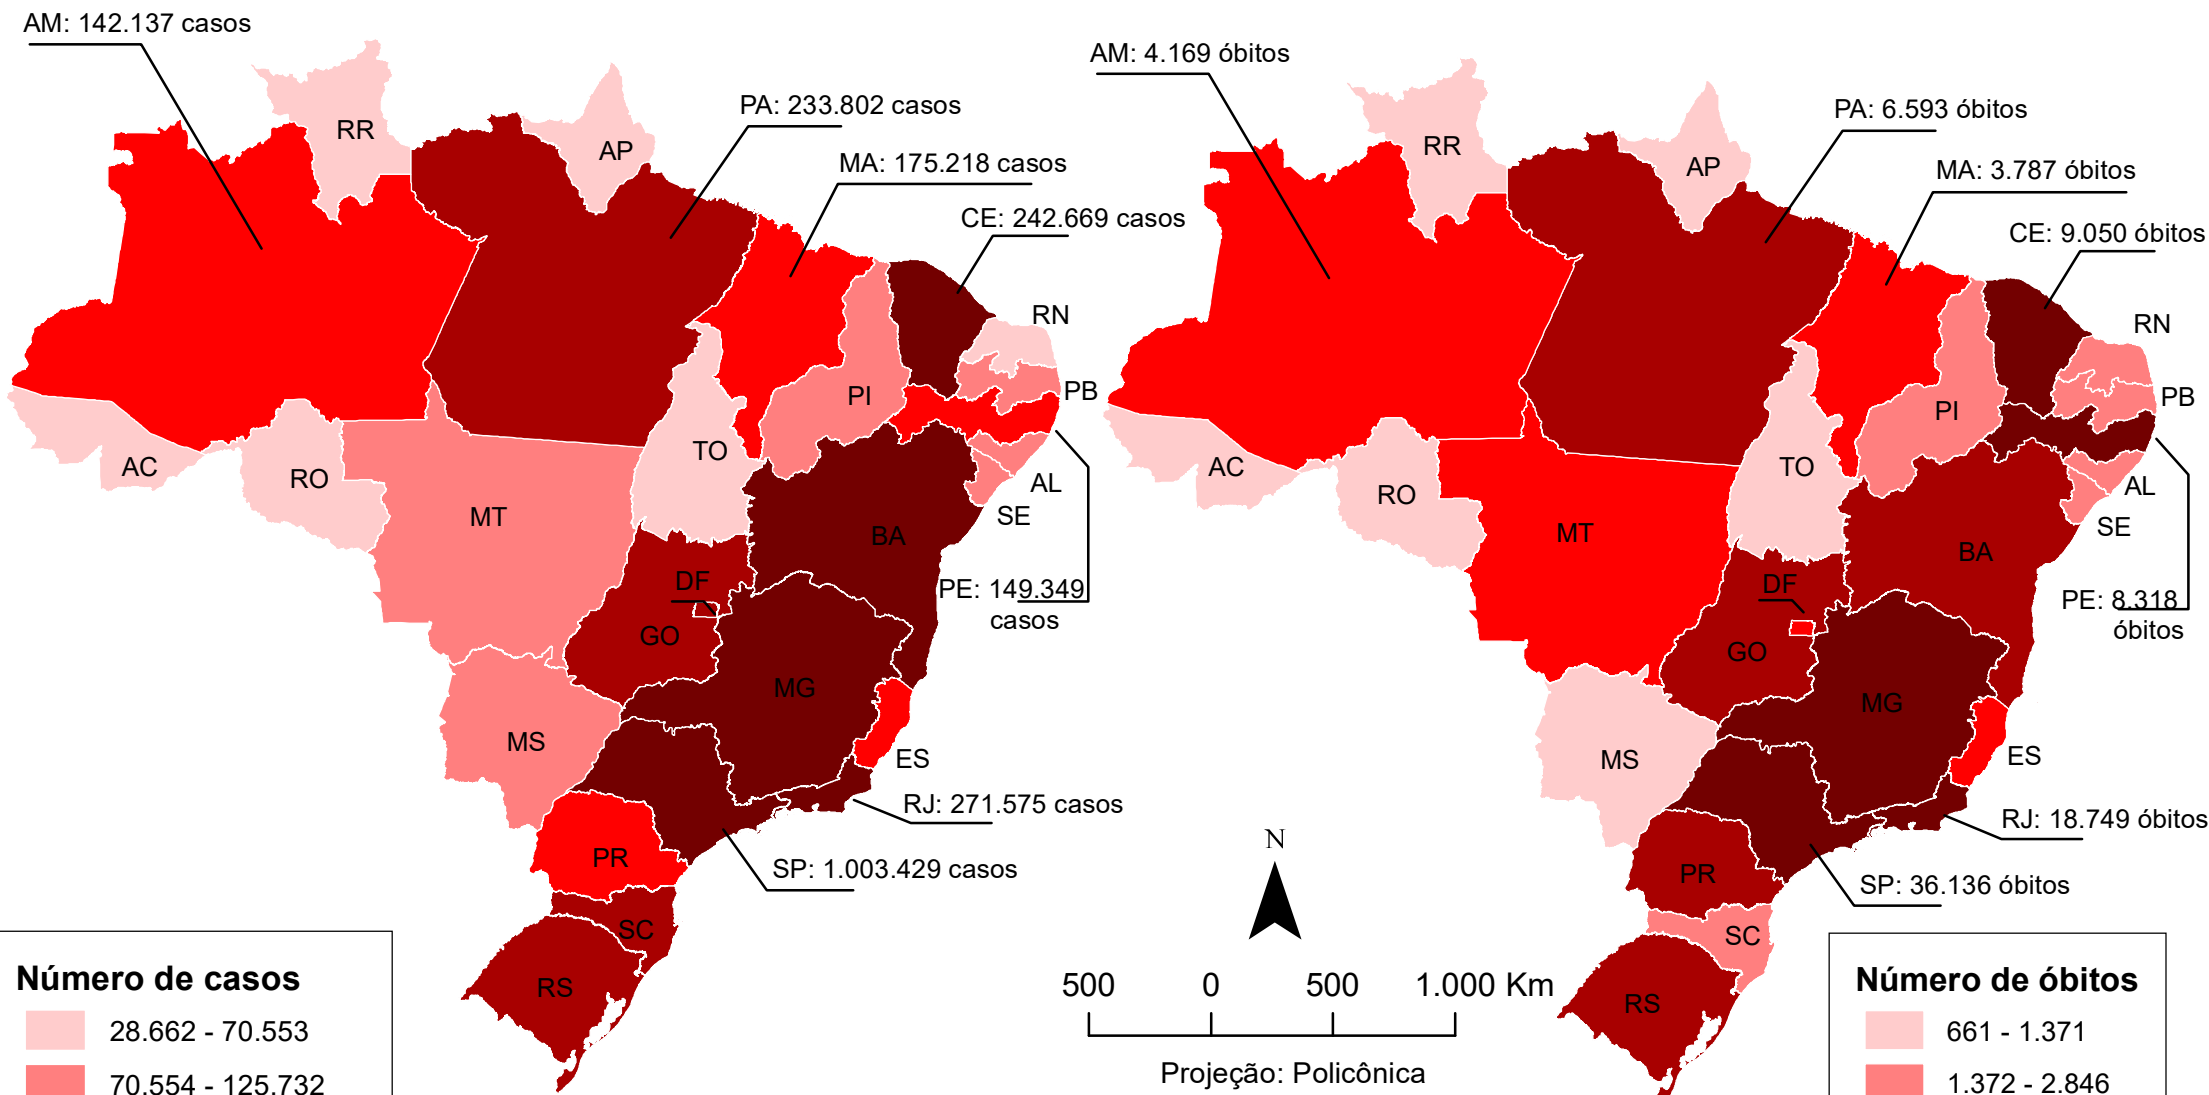 AM: 142.137 casos
RR
AP
PA: 233.802 casos
MA: 175.218 casos
CE: 242.669 casos
RN
PB
PI
TO
AC
RO
MT
AL
SE
BA
DF
GO
PE: 149.349
casos
MG
MS
ES
RJ: 271.575 casos
PR
SP: 1.003.429 casos
SC
RS
Número de casos
28.662 - 70.553
70.554 - 125.732
AM: 4.169 óbitos
RR
AP
PA: 6.593 óbitos
MA: 3.787 óbitos
CE: 9.050 óbitos
RN
PB
PI
TO
AC
RO
MT
AL
SE
BA
DF
GO
PE: 8.318
óbitos
MG
MS
ES
RJ: 18.749 óbitos
PR
SP: 36.136 óbitos
SC
RS
N
500 0 500 1.000 Km
Projeção: Policônica
Número de óbitos
661 - 1.371
1.372 - 2.846